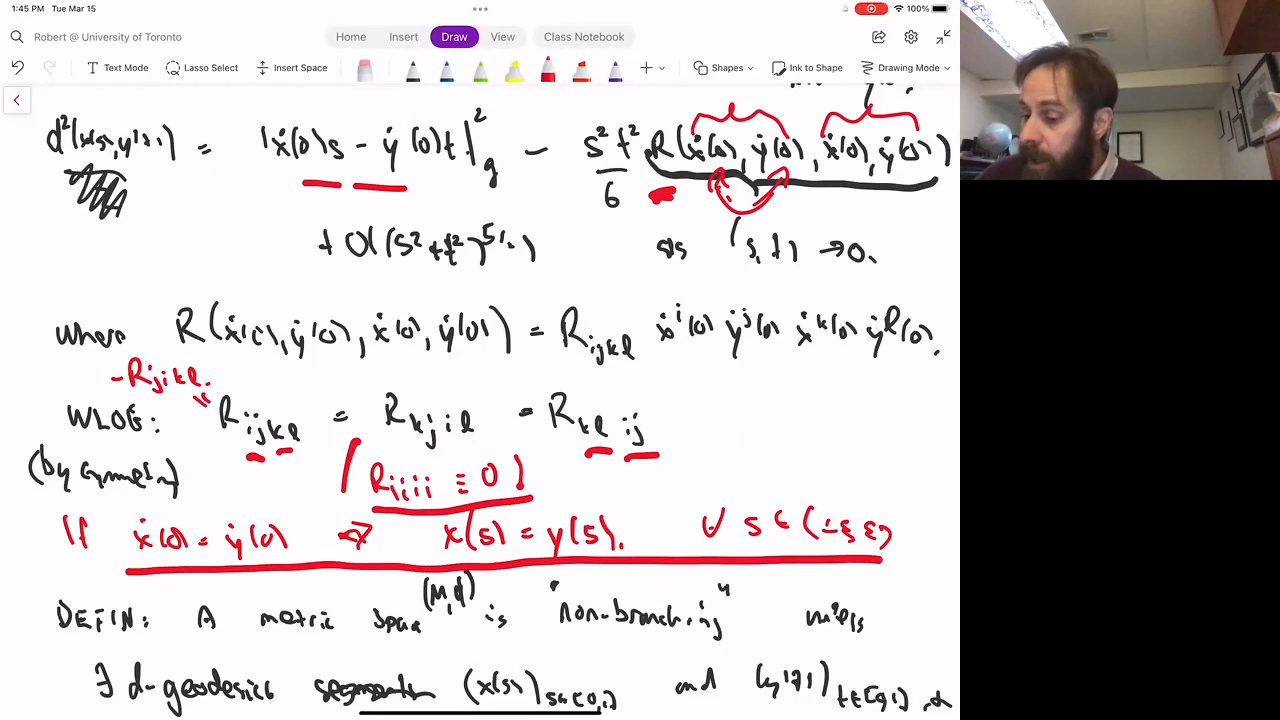 1:45 PM Tue Mar 15
100%
Robert @ University of Toronto
Home Insert Draw View Class Notebook
Text Mode Lasso Select Insert Space Shapes Ink to Shape Drawing Mode
d²(x(s), y(t)) = |ẋ(0)s - ẏ(0)t|²_g - s²t²/6 R(ẋ(0), ẏ(0), ẋ(0), ẏ(0))
+ O((s²+t²)^5/2) as (s,t) → 0.
where R(ẋ(0), ẏ(0), ẋ(0), ẏ(0)) = R_ijkl ẋ^i(0) ẏ^j(0) ẋ^k(0) ẏ^l(0).
-R_jikl.
WLOG: R_ijkl = R_kjil = R_klij
(by symmetry) (R_iiii ≡ 0)
If ẋ(0) = ẏ(0) ⇒ x(s) = y(s). ∀ s ∈ (-ε, ε)
DEFIN: A metric space (M,d) is "non-branching" unless
∃ d-geodesics (x(s))_s∈[0,1] and (y(t))_t∈[0,1]